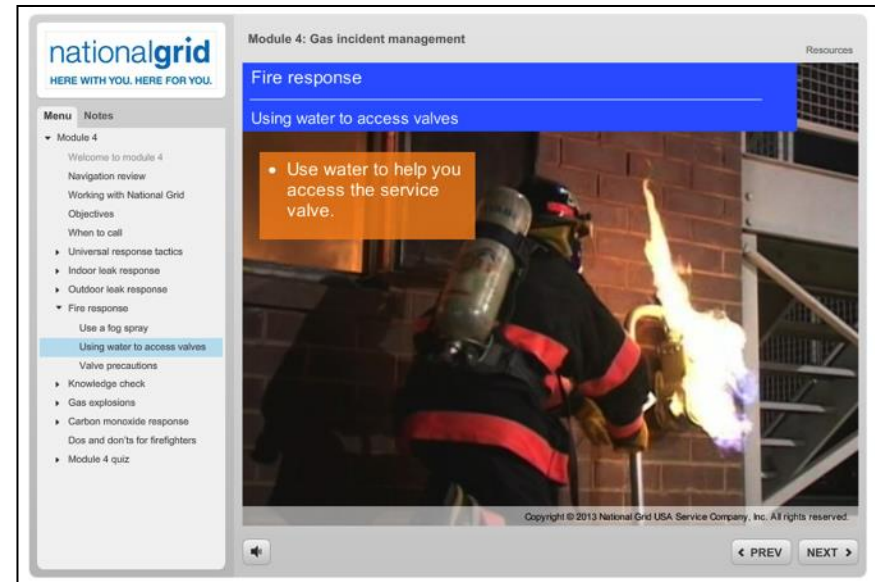 nationalgrid
HERE WITH YOU. HERE FOR YOU.
Menu Notes
Module 4
Welcome to module 4
Navigation review
Working with National Grid
Objectives
When to call
Universal response tactics
Indoor leak response
Outdoor leak response
Fire response
Use a fog spray
Using water to access valves
Valve precautions
Knowledge check
Gas explosions
Carbon monoxide response
Dos and don'ts for firefighters
Module 4 quiz
Module 4: Gas incident management
Resources
Fire response
Using water to access valves
• Use water to help you
access the service
valve.
Copyright © 2013 National Grid USA Service Company, Inc. All rights reserved.
PREV NEXT